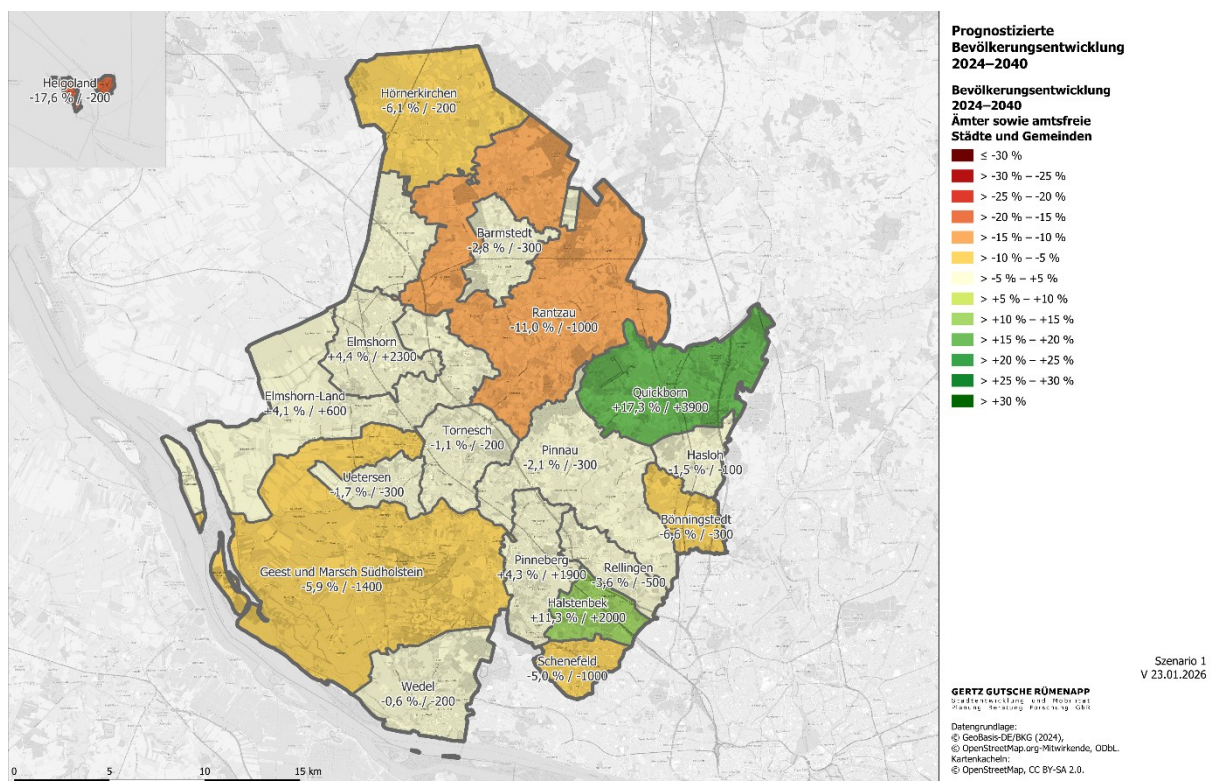 Helgoland
-17,6 % / -200
Hörnerkirchen
-6,1 % / -200
Barmstedt
-2,8 % / -300
Rantzau
-11,0 % / -1000
Elmshorn
+4,4 % / +2300
Quickborn
+17,3 % / +3900
Elmshorn-Land
+4,1 % / +600
Tornesch
-1,1 % / -200
Pinnau
-2,1 % / -300
Hasloh
-1,5 % / -100
Uetersen
-1,7 % / -300
Bönningstedt
-6,6 % / -300
Geest und Marsch Südholstein
-5,9 % / -1400
Pinneberg
+4,3 % / +1900
Rellingen
-3,6 % / -500
Halstenbek
+11,3 % / +2000
Schenefeld
-5,0 % / -1000
Wedel
-0,6 % / -200
0 5 10 15 km
Prognostizierte
Bevölkerungsentwicklung
2024–2040
Bevölkerungsentwicklung
2024–2040
Ämter sowie amtsfreie
Städte und Gemeinden
≤ -30 %
> -30 % – -25 %
> -25 % – -20 %
> -20 % – -15 %
> -15 % – -10 %
> -10 % – -5 %
> -5 % – +5 %
> +5 % – +10 %
> +10 % – +15 %
> +15 % – +20 %
> +20 % – +25 %
> +25 % – +30 %
> +30 %
Szenario 1
V 23.01.2026
GERTZ GUTSCHE RÜMENAPP
Stadtentwicklung und Mobilität
Planung Beratung Forschung GbR
Datengrundlage:
© GeoBasis-DE/BKG (2024),
© OpenStreetMap.org-Mitwirkende, ODbL.
Kartenkacheln:
© OpenStreetMap, CC BY-SA 2.0.